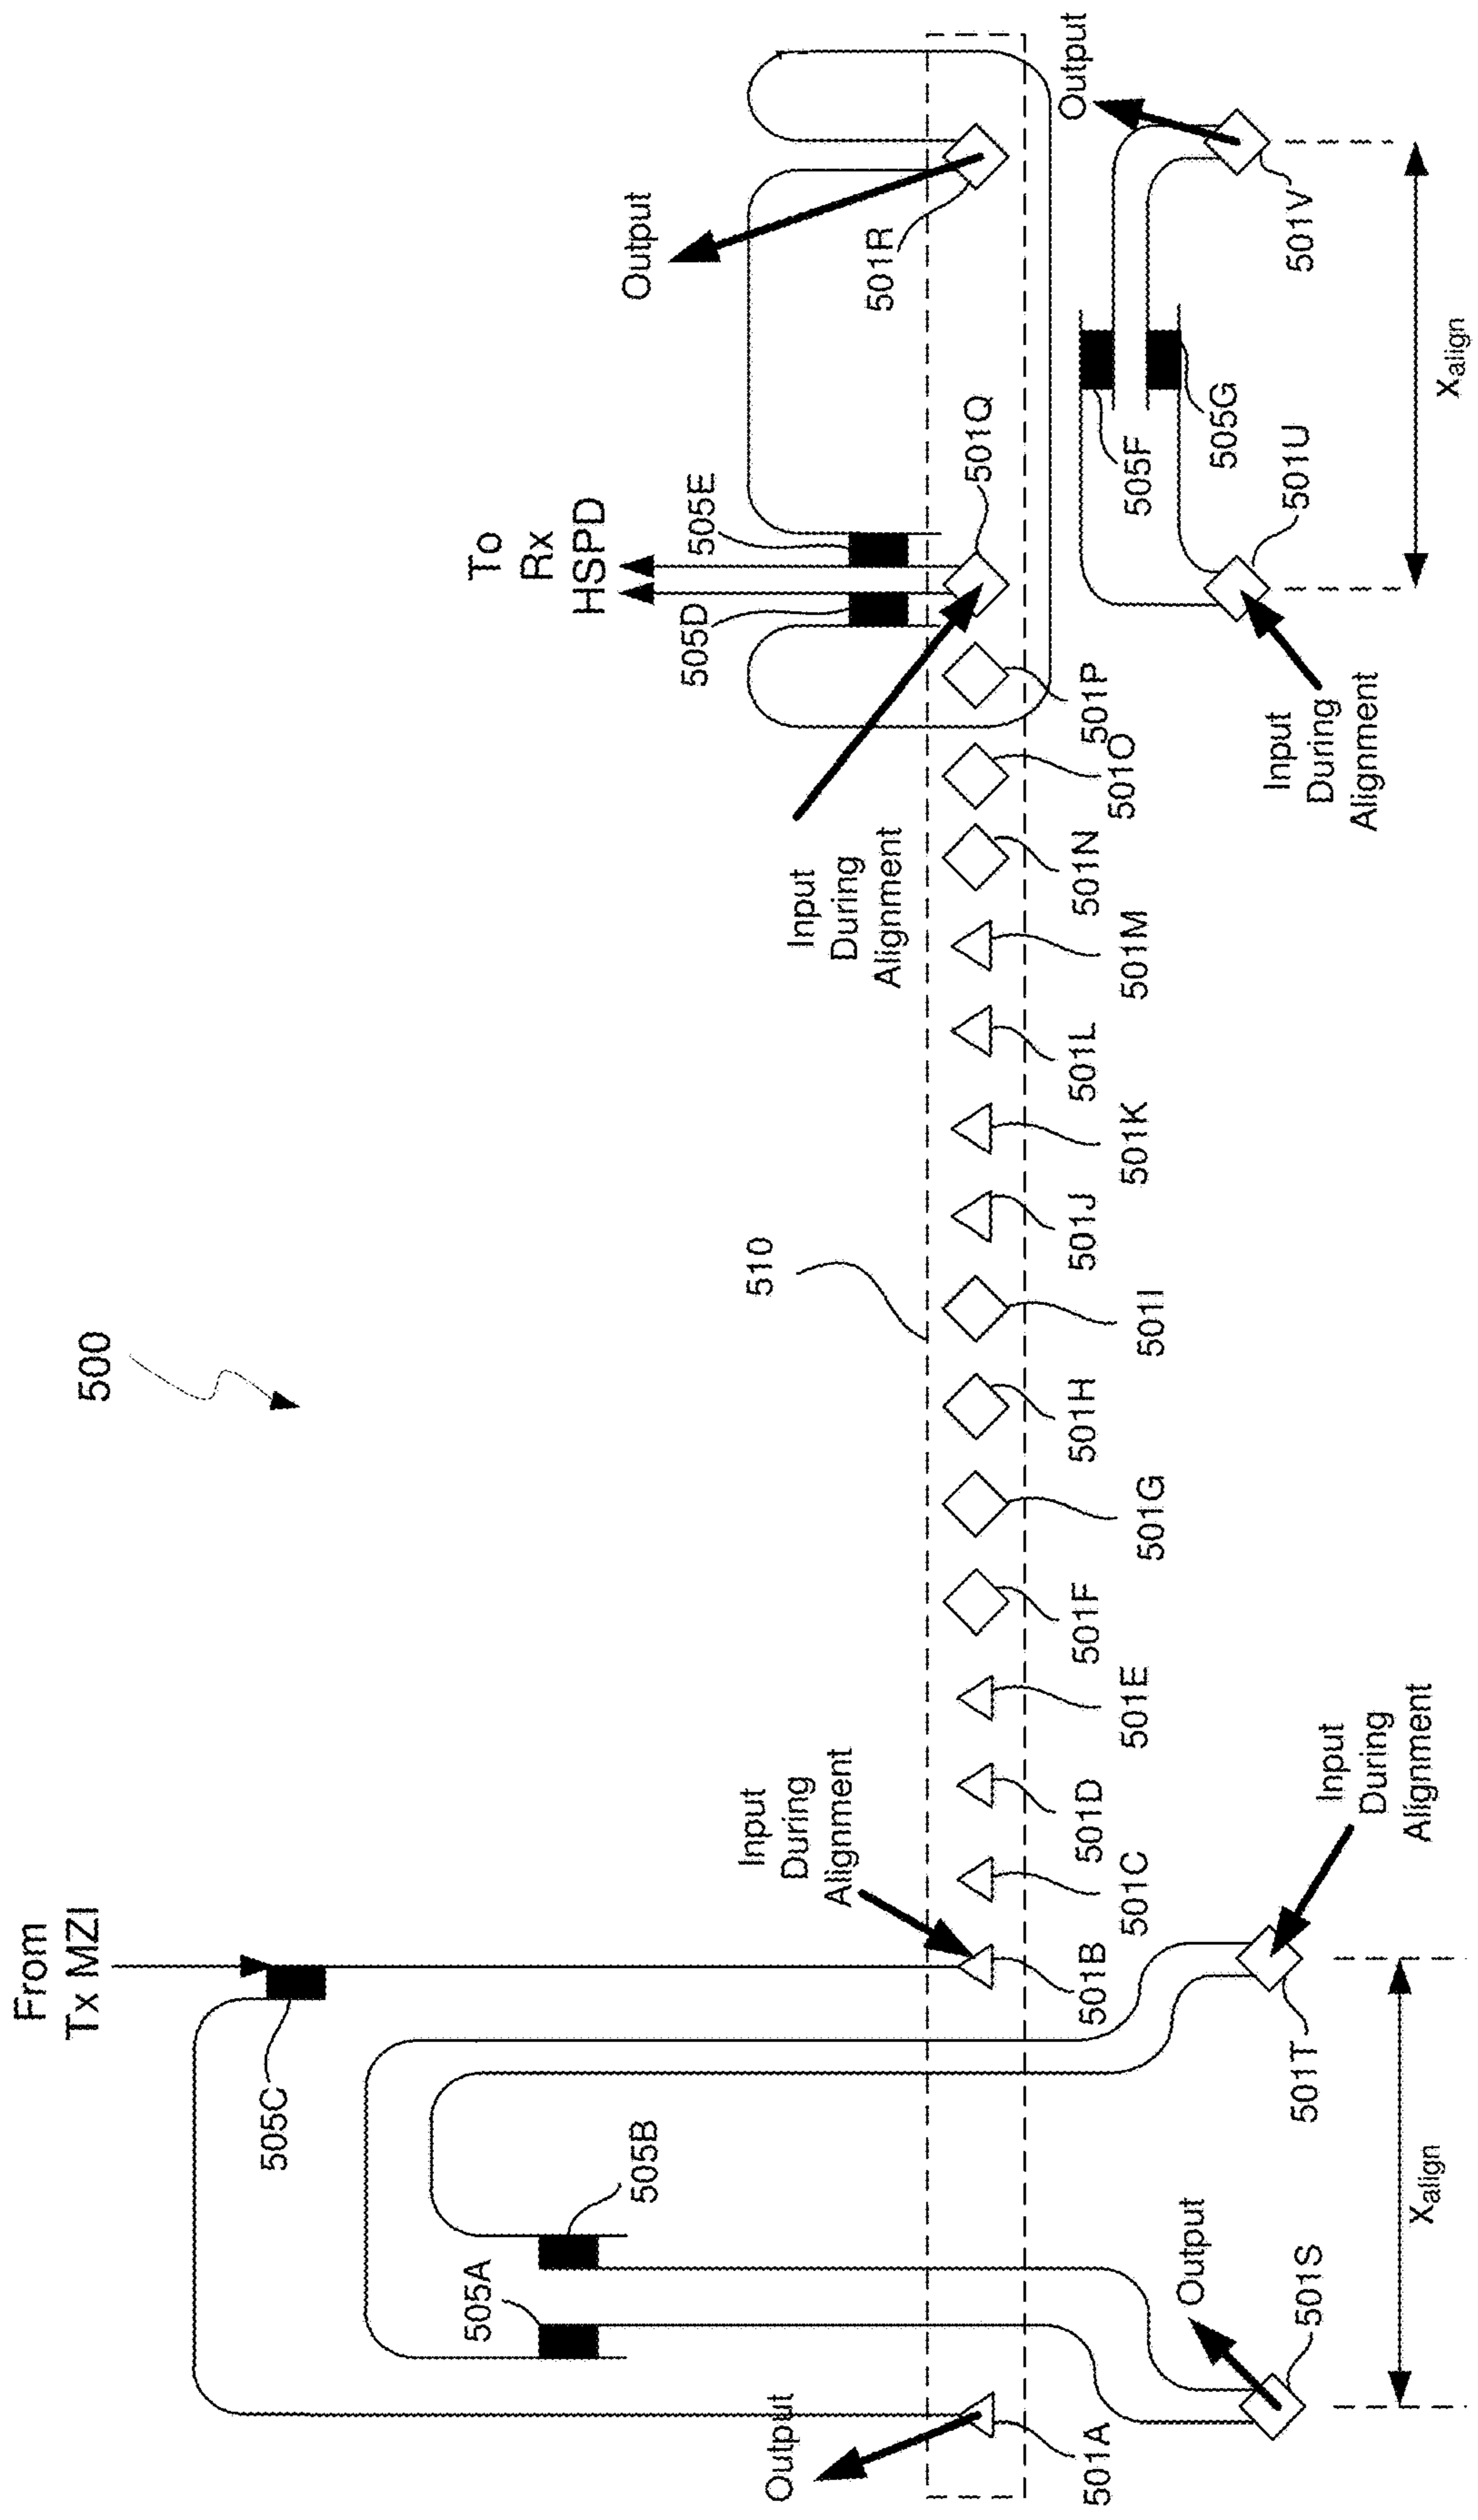 500
From
Tx MZI
505C
505B
505A
Output
501A
Input
During
Alignment
501B
501C
501D
501E
501F
501G
501H
501I
510
501J
501K
501L
501M
501N
501O
501P
501Q
501R
Input
During
Alignment
To
Rx
HSPD
505D
505E
Output
Output
501S
501T
Input
During
Alignment
Xalign
505F
505G
501U
501V
Output
Input
During
Alignment
Xalign